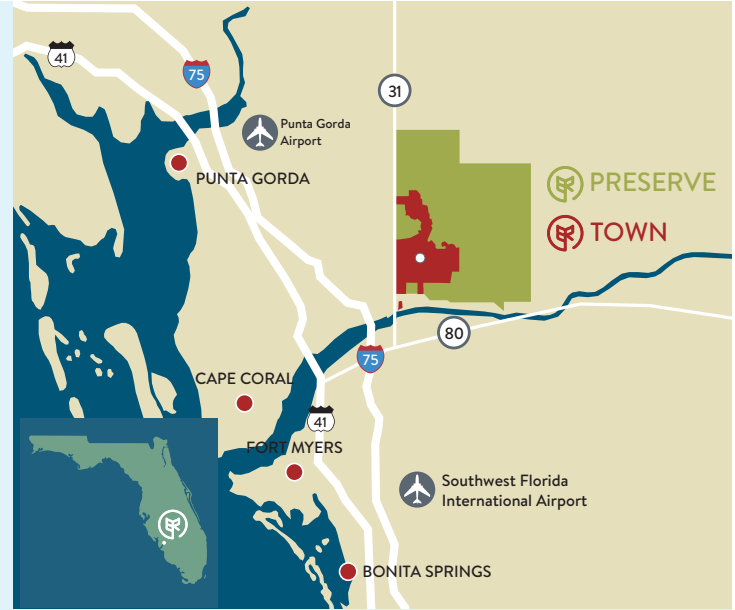 41
75
31
Punta Gorda
Airport
PUNTA GORDA
PRESERVE
TOWN
80
75
CAPE CORAL
41
FORT MYERS
Southwest Florida
International Airport
BONITA SPRINGS